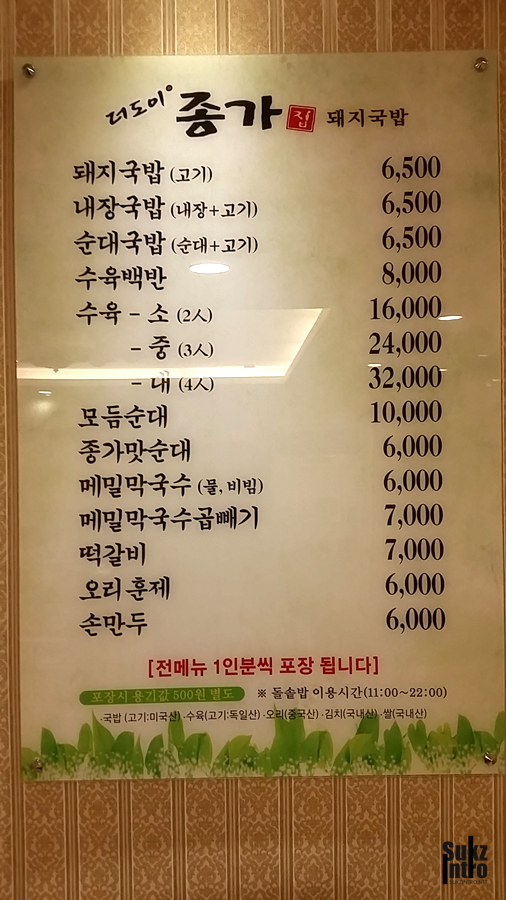 더도이 종가집 돼지국밥
돼지국밥 (고기) 6,500
내장국밥 (내장+고기) 6,500
순대국밥 (순대+고기) 6,500
수육백반 8,000
수육 - 소 (2人) 16,000
- 중 (3人) 24,000
- 대 (4人) 32,000
모듬순대 10,000
종가맛순대 6,000
메밀막국수 (물, 비빔) 6,000
메밀막국수곱빼기 7,000
떡갈비 7,000
오리훈제 6,000
손만두 6,000
[전메뉴 1인분씩 포장 됩니다]
포장시 용기값 500원 별도 ※ 돌솥밥 이용시간(11:00~22:00)
·국밥 (고기:미국산) ·수육(고기:독일산) ·오리(중국산) ·김치(국내산) ·쌀(국내산)
Sukz
Intro